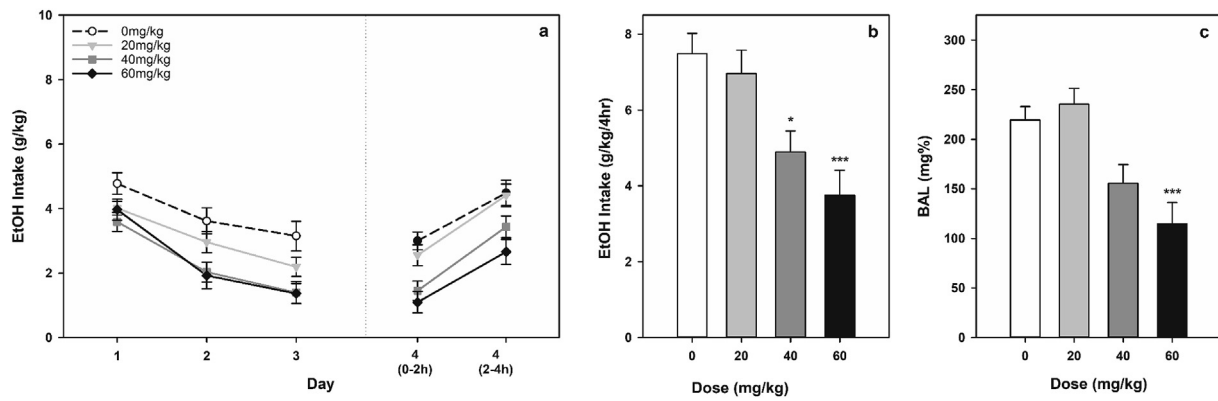 a
0mg/kg
20mg/kg
40mg/kg
60mg/kg
EtOH Intake (g/kg)
10
8
6
4
2
0
1 2 3 4 4
(0-2h) (2-4h)
Day
b
EtOH Intake (g/kg/4hr)
8
6
4
2
0
*
***
0 20 40 60
Dose (mg/kg)
c
BAL (mg%)
300
250
200
150
100
50
0
***
0 20 40 60
Dose (mg/kg)